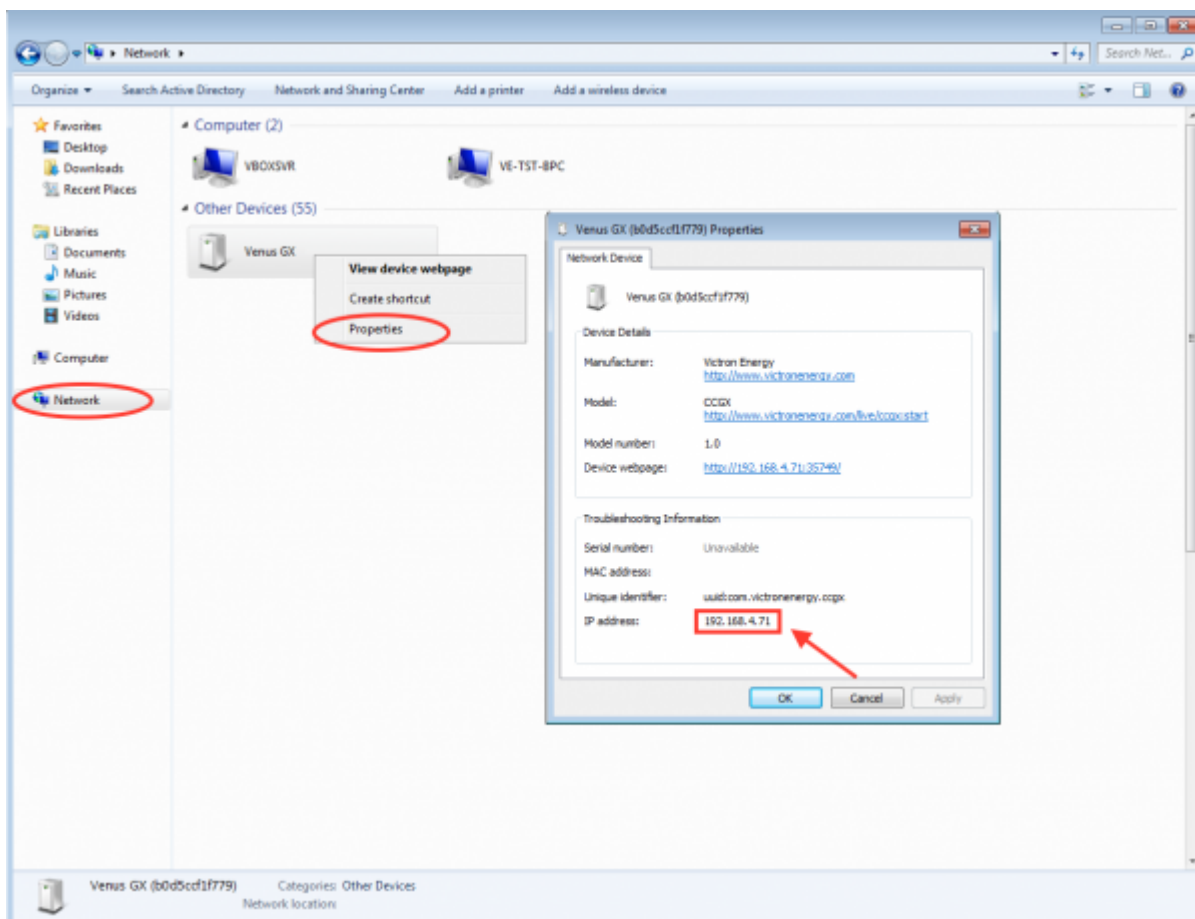 Network
Search Net...
Organize
Search Active Directory
Network and Sharing Center
Add a printer
Add a wireless device
Favorites
Desktop
Downloads
Recent Places
Libraries
Documents
Music
Pictures
Videos
Computer
Network
Computer (2)
VBOXSVR
VE-TST-8PC
Other Devices (55)
Venus GX
View device webpage
Create shortcut
Properties
Venus GX (b0d5ccf1f779) Properties
Network Device
Venus GX (b0d5ccf1f779)
Device Details
Manufacturer: Victron Energy
http://www.victronenergy.com
Model: CCGX
http://www.victronenergy.com/live/ccgx:start
Model number: 1.0
Device webpage: http://192.168.4.71:35749/
Troubleshooting Information
Serial number: Unavailable
MAC address:
Unique identifier: uuid:com.victronenergy.ccgx
IP address: 192.168.4.71
OK
Cancel
Apply
Venus GX (b0d5ccf1f779)
Categories: Other Devices
Network location: